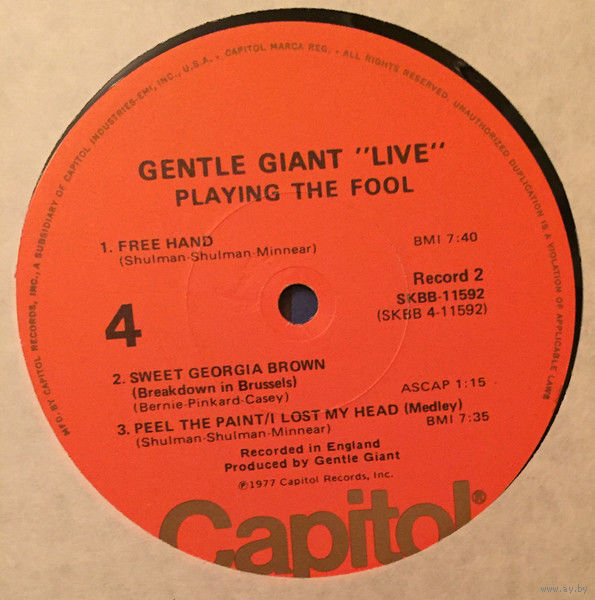 MFD. BY CAPITOL RECORDS, INC., A SUBSIDIARY OF CAPITOL INDUSTRIES-EMI, INC., U.S.A. • CAPITOL MARCA REG. • ALL RIGHTS RESERVED. UNAUTHORIZED DUPLICATION IS A VIOLATION OF APPLICABLE LAWS
GENTLE GIANT "LIVE"
PLAYING THE FOOL
1. FREE HAND BMI 7:40
(Shulman-Shulman-Minnear)
Record 2
SKBB-11592
(SKBB 4-11592)
4
2. SWEET GEORGIA BROWN
(Breakdown in Brussels)
(Bernie-Pinkard-Casey) ASCAP 1:15
3. PEEL THE PAINT/I LOST MY HEAD (Medley)
(Shulman-Shulman-Minnear) BMI 7:35
Recorded in England
Produced by Gentle Giant
℗1977 Capitol Records, Inc.
Capitol®
www.ay.by